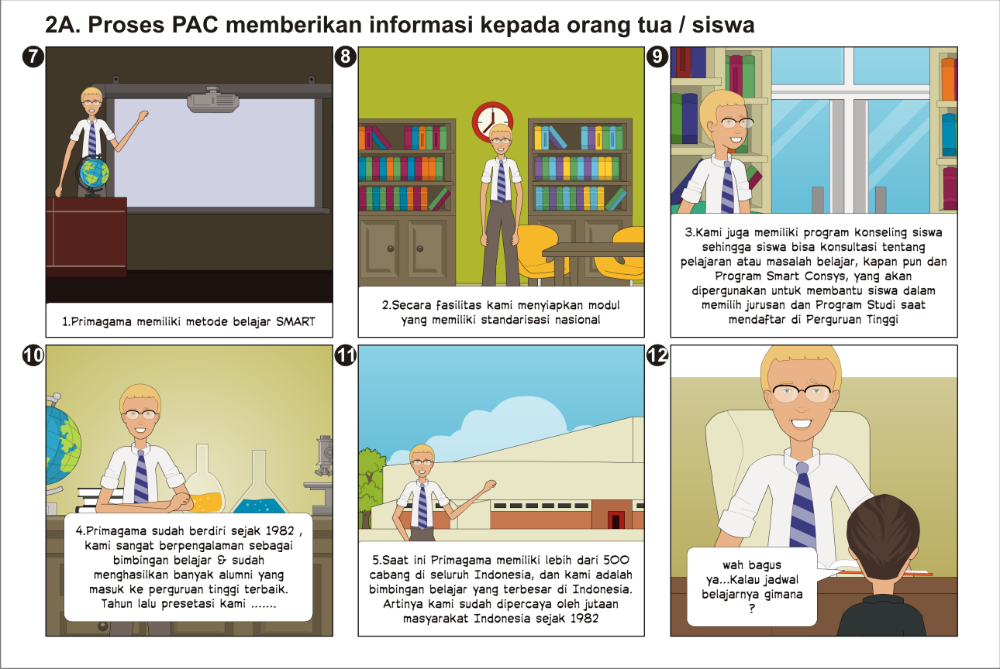 2A. Proses PAC memberikan informasi kepada orang tua / siswa
7
1.Primagama memiliki metode belajar SMART
8
2.Secara fasilitas kami menyiapkan modul
yang memiliki standarisasi nasional
9
3.Kami juga memiliki program konseling siswa
sehingga siswa bisa konsultasi tentang
pelajaran atau masalah belajar, kapan pun dan
Program Smart Consys, yang akan
dipergunakan untuk membantu siswa dalam
memilih jurusan dan Program Studi saat
mendaftar di Perguruan Tinggi
10
4.Primagama sudah berdiri sejak 1982 ,
kami sangat berpengalaman sebagai
bimbingan belajar & sudah
menghasilkan banyak alumni yang
masuk ke perguruan tinggi terbaik.
Tahun lalu presetasi kami .......
11
5.Saat ini Primagama memiliki lebih dari 500
cabang di seluruh Indonesia, dan kami adalah
bimbingan belajar yang terbesar di Indonesia.
Artinya kami sudah dipercaya oleh jutaan
masyarakat Indonesia sejak 1982
12
wah bagus
ya...Kalau jadwal
belajarnya gimana
?